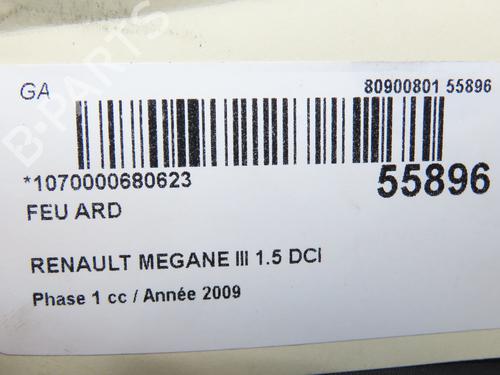 GA
80900801 55896
*1070000680623
55896
FEU ARD
RENAULT MEGANE III 1.5 DCI
Phase 1 cc / Année 2009
B-PARTS